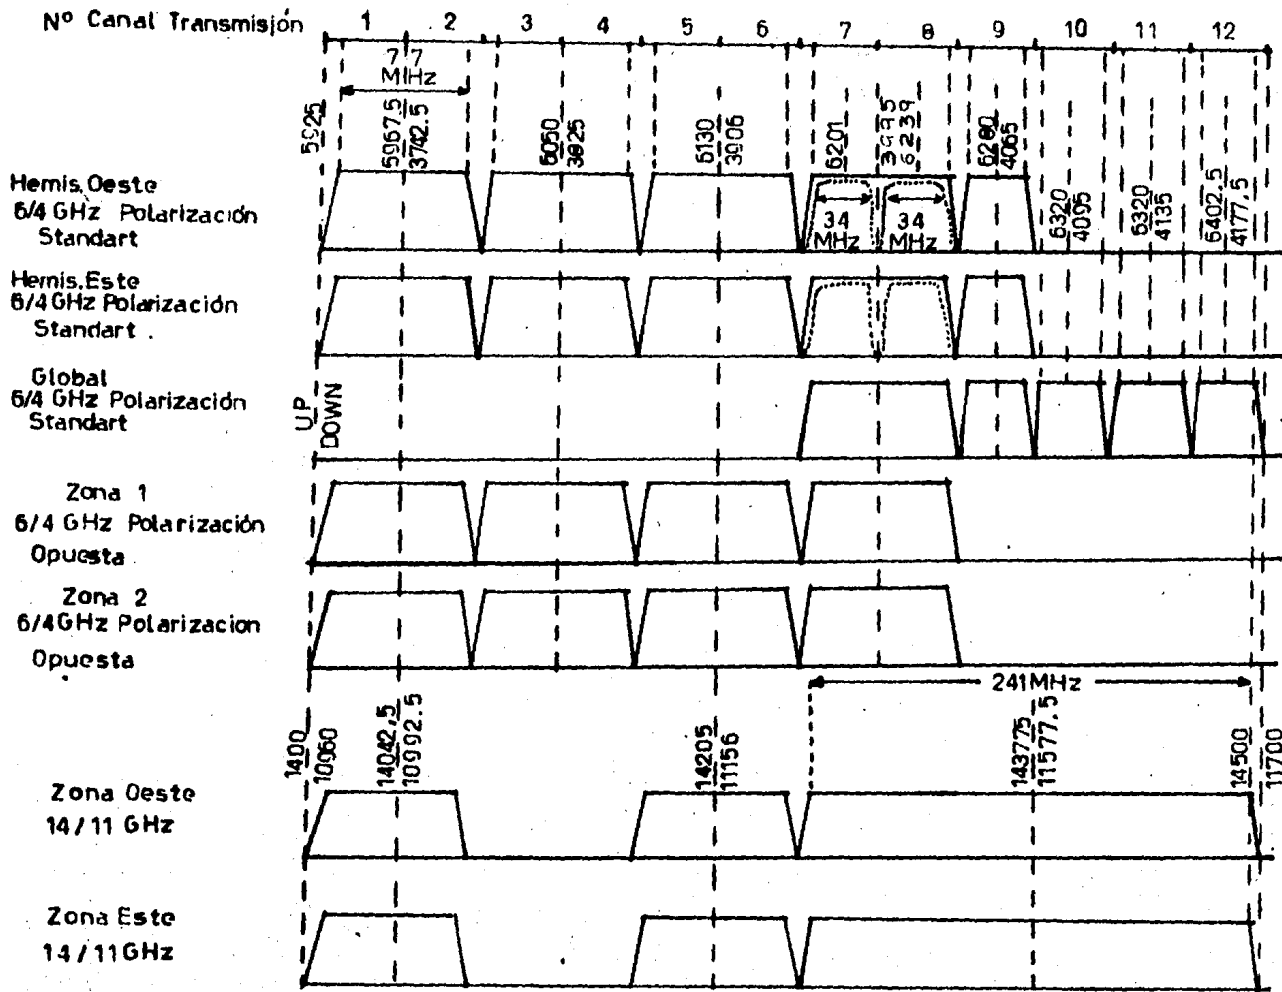 Nº Canal Transmisión 1 2 3 4 5 6 7 8 9 10 11 12
7 7
MHz
5925
5967.5
3742.5
6050
3825
6130
3906
6201
3995
6239
6280
4065
6320
4095
6320
4135
6402.5
4177.5
Hemis. Oeste
6/4 GHz Polarización
Standart
34
MHz
34
MHz
Hemis. Este
6/4 GHz Polarización
Standart
Global
6/4 GHz Polarización
Standart
UP
DOWN
Zona 1
6/4 GHz Polarización
Opuesta
Zona 2
6/4 GHz Polarizacion
Opuesta
241 MHz
1400
10960
14042,5
10992.5
14205
11156
143775
11577.5
14500
11700
Zona Oeste
14/11 GHz
Zona Este
14/11 GHz